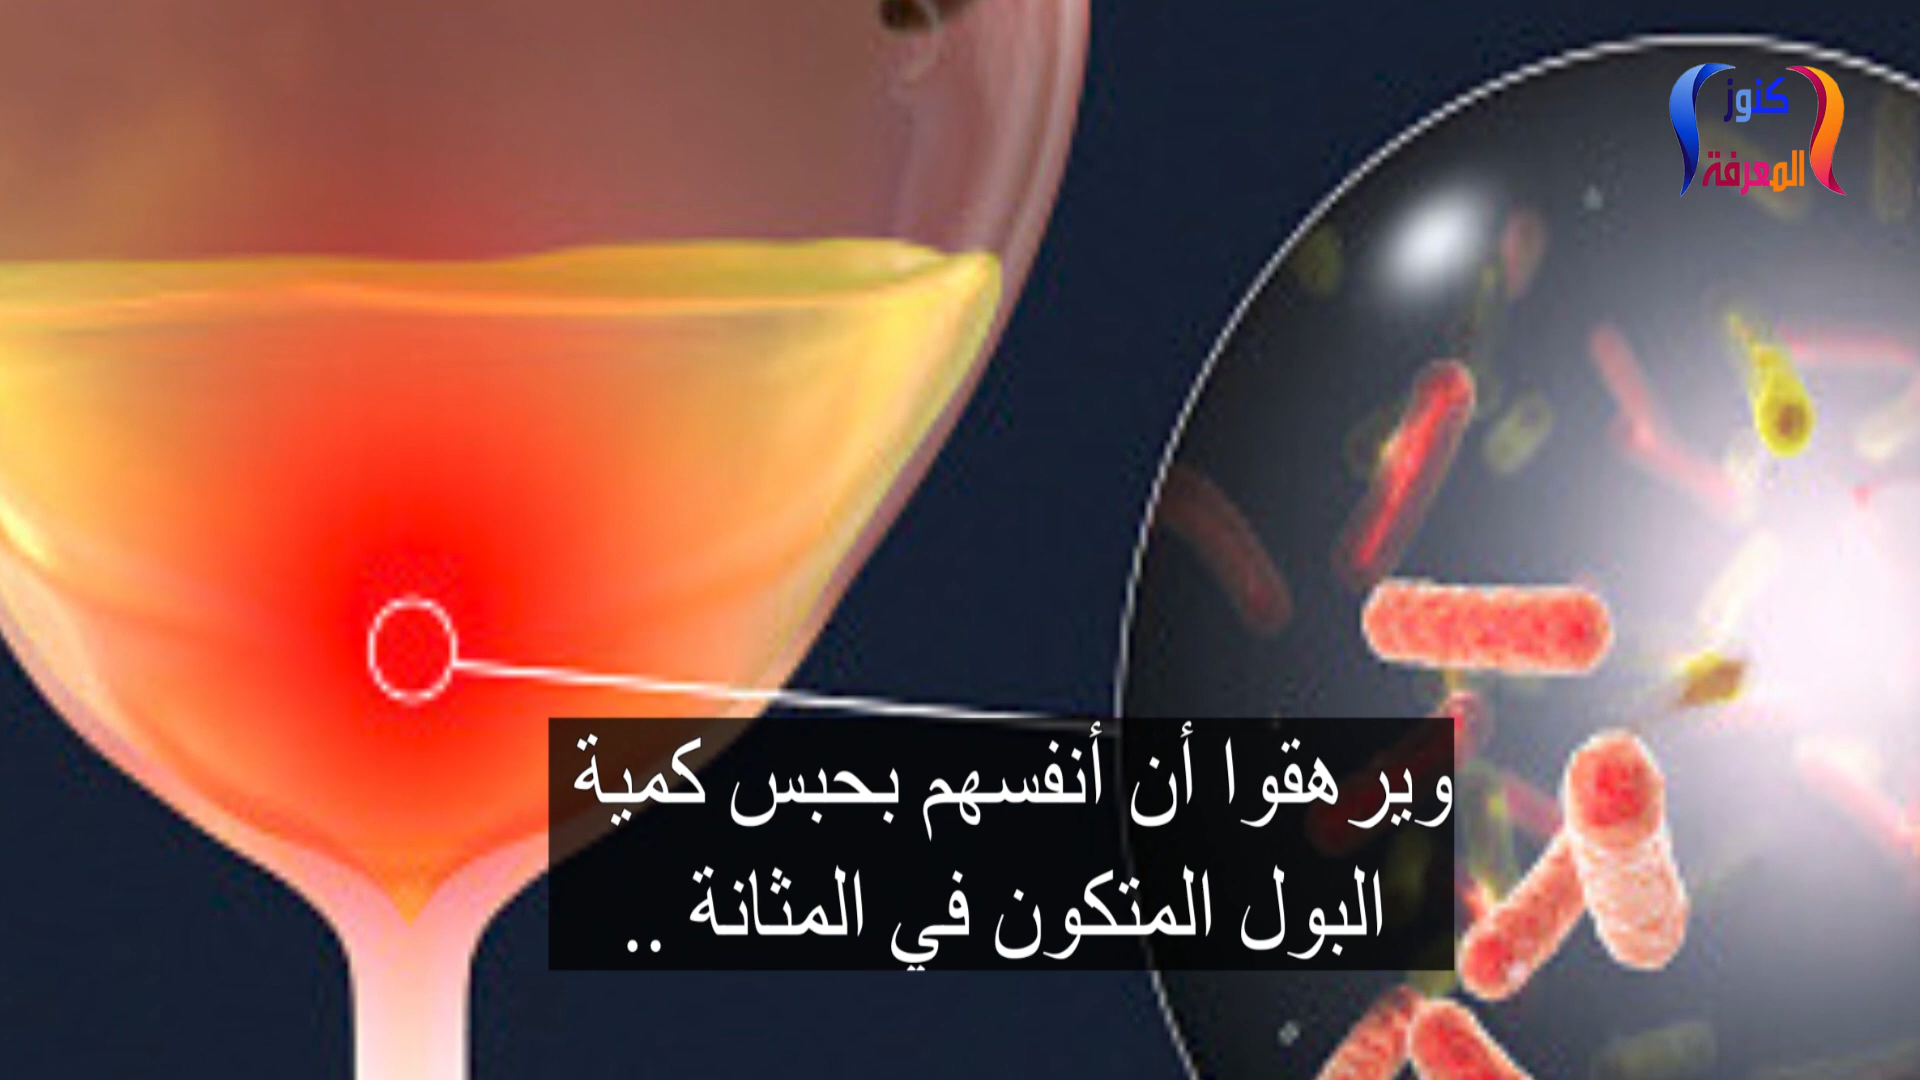 كنوز
المعرفة
ويرهقوا أن أنفسهم بحبس كمية
البول المتكون في المثانة ..